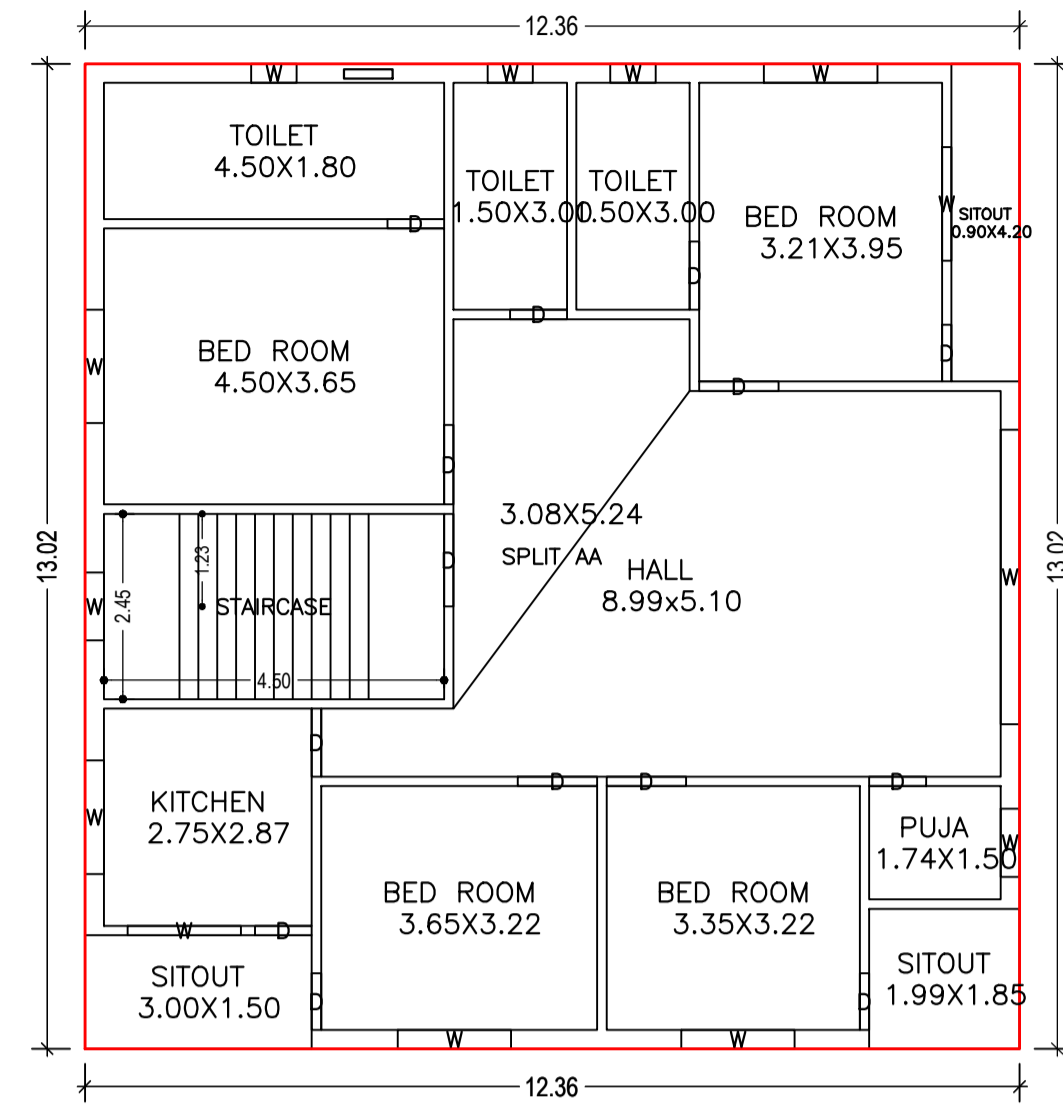 12.36
W
W
W
W
TOILET
4.50X1.80
TOILET
1.50X3.00
TOILET
1.50X3.00
BED ROOM
3.21X3.95
W
SITOUT
0.90X4.20
D
D
D
D
D
W
BED ROOM
4.50X3.65
D
13.02
13.02
3.08X5.24
SPLIT AA
HALL
8.99x5.10
W
D
1.23
2.45
W
STAIRCASE
4.50
D
D
D
D
KITCHEN
2.75X2.87
W
PUJA
1.74X1.50
W
BED ROOM
3.65X3.22
BED ROOM
3.35X3.22
W
D
SITOUT
3.00X1.50
D
D
SITOUT
1.99X1.85
W
W
12.36